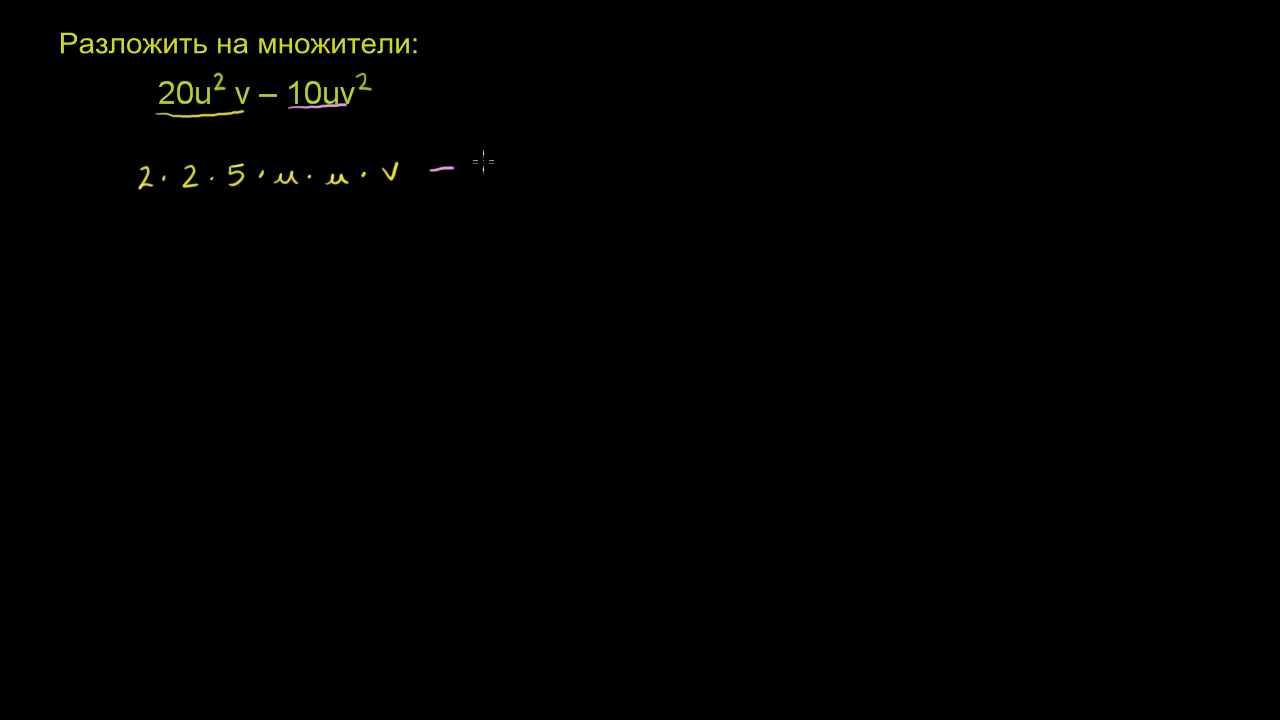 Разложить на множители:
20u² v – 10uv²
2 · 2 · 5 · u · u · v –